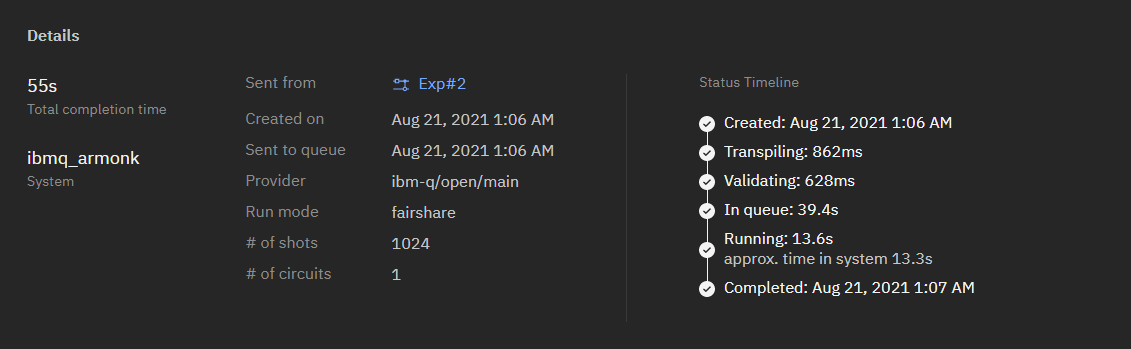 Details
55s
Total completion time
ibmq_armonk
System
Sent from Exp#2
Created on Aug 21, 2021 1:06 AM
Sent to queue Aug 21, 2021 1:06 AM
Provider ibm-q/open/main
Run mode fairshare
# of shots 1024
# of circuits 1
Status Timeline
Created: Aug 21, 2021 1:06 AM
Transpiling: 862ms
Validating: 628ms
In queue: 39.4s
Running: 13.6s
approx. time in system 13.3s
Completed: Aug 21, 2021 1:07 AM